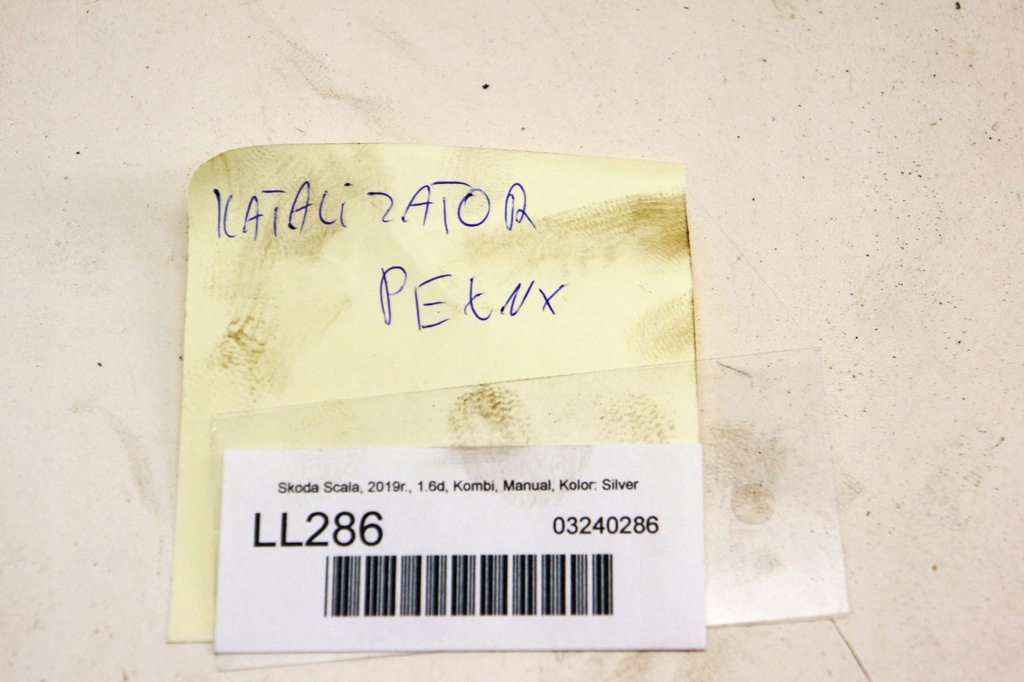 KATALiZATOR
PEŁNY
Skoda Scala, 2019r., 1.6d, Kombi, Manual, Kolor: Silver
LL286
03240286